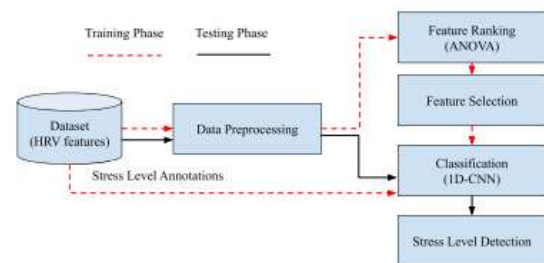 Training Phase
Testing Phase
Feature Ranking
(ANOVA)
Feature Selection
Dataset
(HRV features)
Data Preprocessing
Classification
(1D-CNN)
Stress Level Annotations
Stress Level Detection